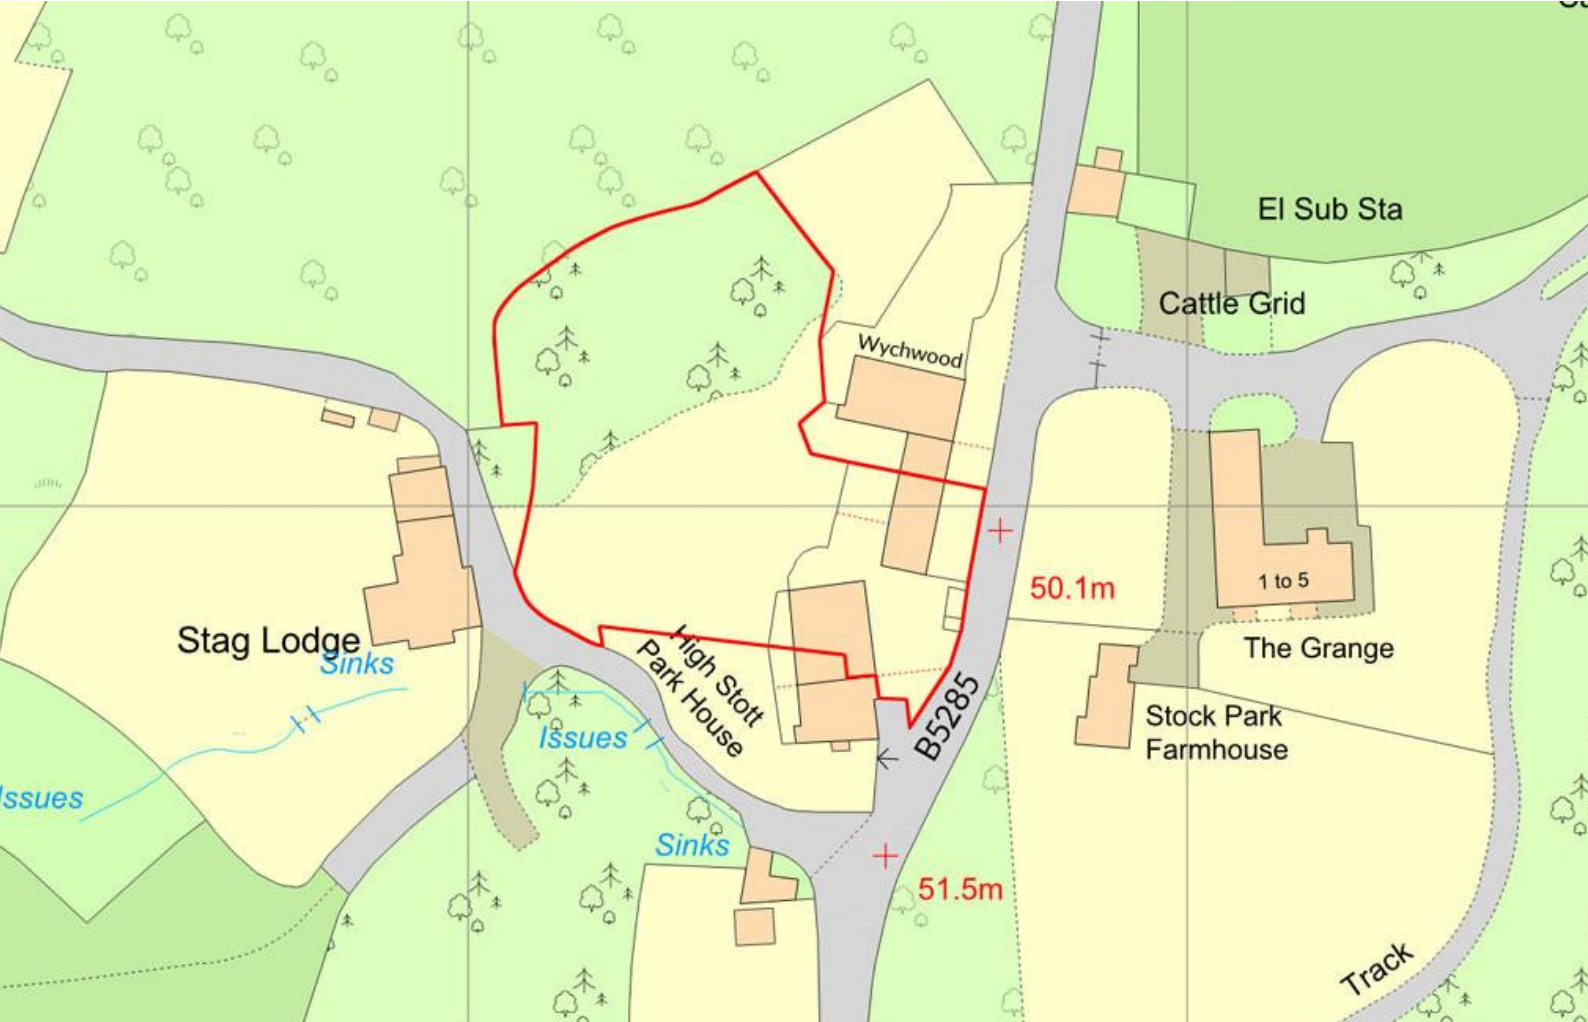 El Sub Sta
Cattle Grid
Wychwood
50.1m
1 to 5
Stag Lodge
Sinks
High Stott
Park House
The Grange
B5285
Stock Park
Farmhouse
Issues
Issues
Sinks
51.5m
Track